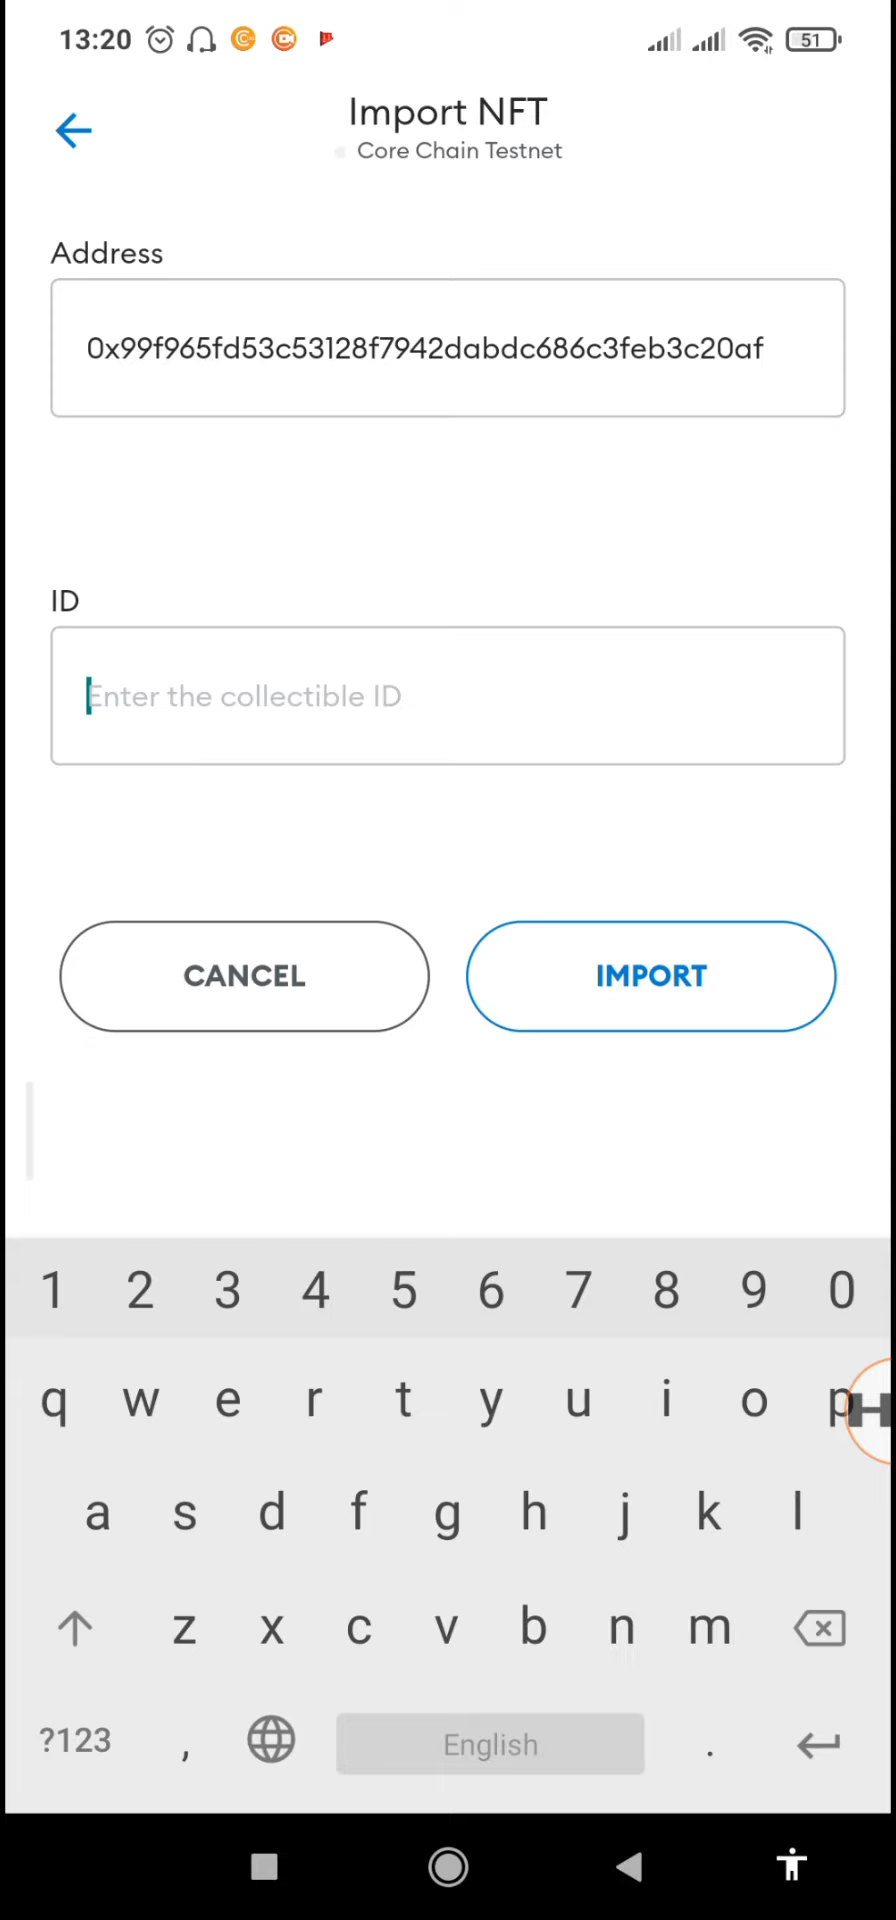 13:20 51
Import NFT
Core Chain Testnet
Address
0x99f965fd53c53128f7942dabdc686c3feb3c20af
ID
Enter the collectible ID
CANCEL IMPORT
1 2 3 4 5 6 7 8 9 0
q w e r t y u i o p H
a s d f g h j k l
z x c v b n m
?123 , English .